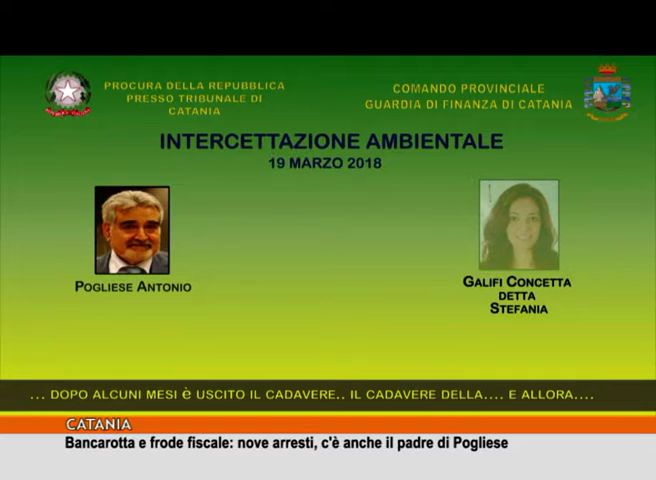 PROCURA DELLA REPUBBLICA
PRESSO TRIBUNALE DI
CATANIA
COMANDO PROVINCIALE
GUARDIA DI FINANZA DI CATANIA
INTERCETTAZIONE AMBIENTALE
19 MARZO 2018
POGLIESE ANTONIO
GALIFI CONCETTA
DETTA
STEFANIA
... DOPO ALCUNI MESI è USCITO IL CADAVERE.. IL CADAVERE DELLA.... E ALLORA....
CATANIA
Bancarotta e frode fiscale: nove arresti, c'è anche il padre di Pogliese